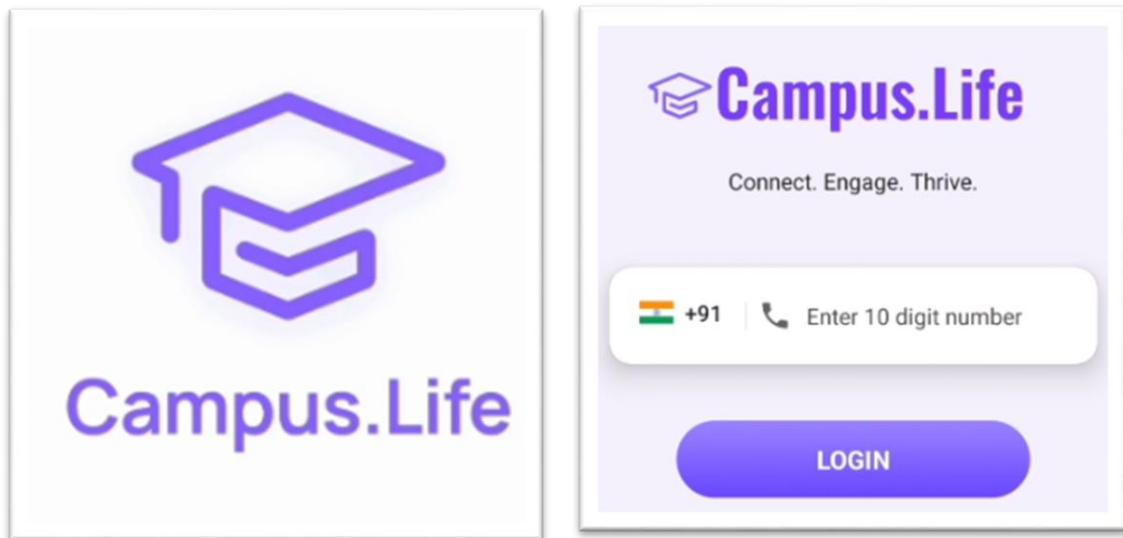 Campus.Life
Campus.Life
Connect. Engage. Thrive.
+91 Enter 10 digit number
LOGIN